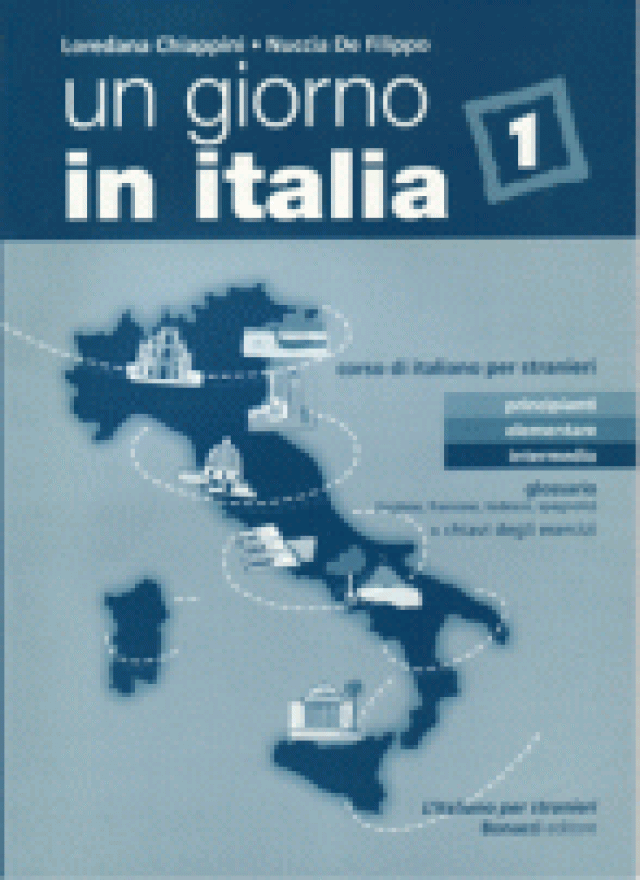 Loredana Chiappini • Nuccia De Filippo
un giorno
in italia
1
corso di italiano per stranieri
principianti
elementare
intermedio
glossario
(inglese, francese, tedesco, spagnolo)
e chiavi degli esercizi
L'italiano per stranieri
Bonacci editore